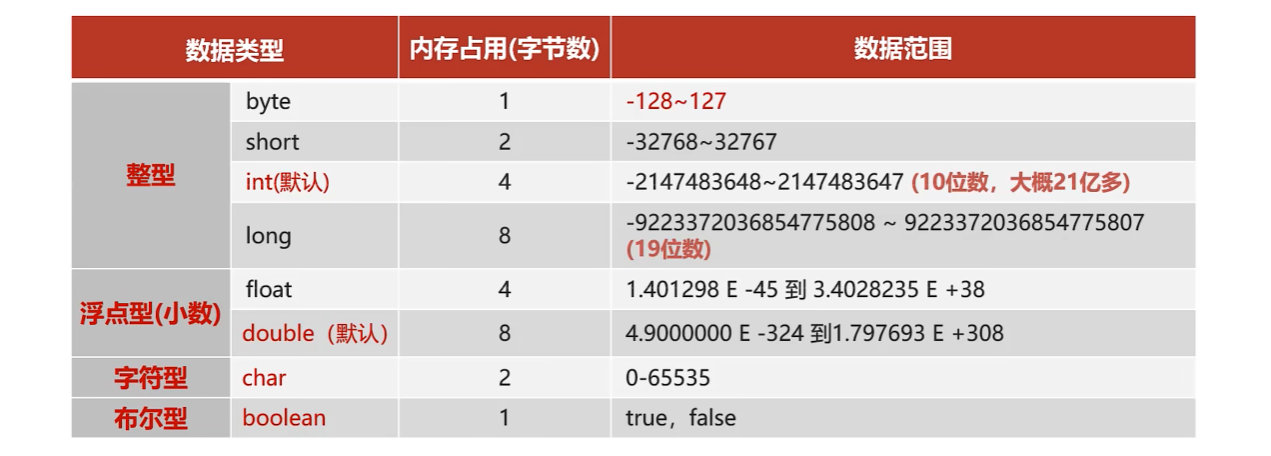 数据类型 内存占用(字节数) 数据范围
整型 byte 1 -128~127
short 2 -32768~32767
int(默认) 4 -2147483648~2147483647 (10位数，大概21亿多)
long 8 -9223372036854775808 ~ 9223372036854775807
(19位数)
浮点型(小数) float 4 1.401298 E -45 到 3.4028235 E +38
double（默认） 8 4.9000000 E -324 到1.797693 E +308
字符型 char 2 0-65535
布尔型 boolean 1 true，false